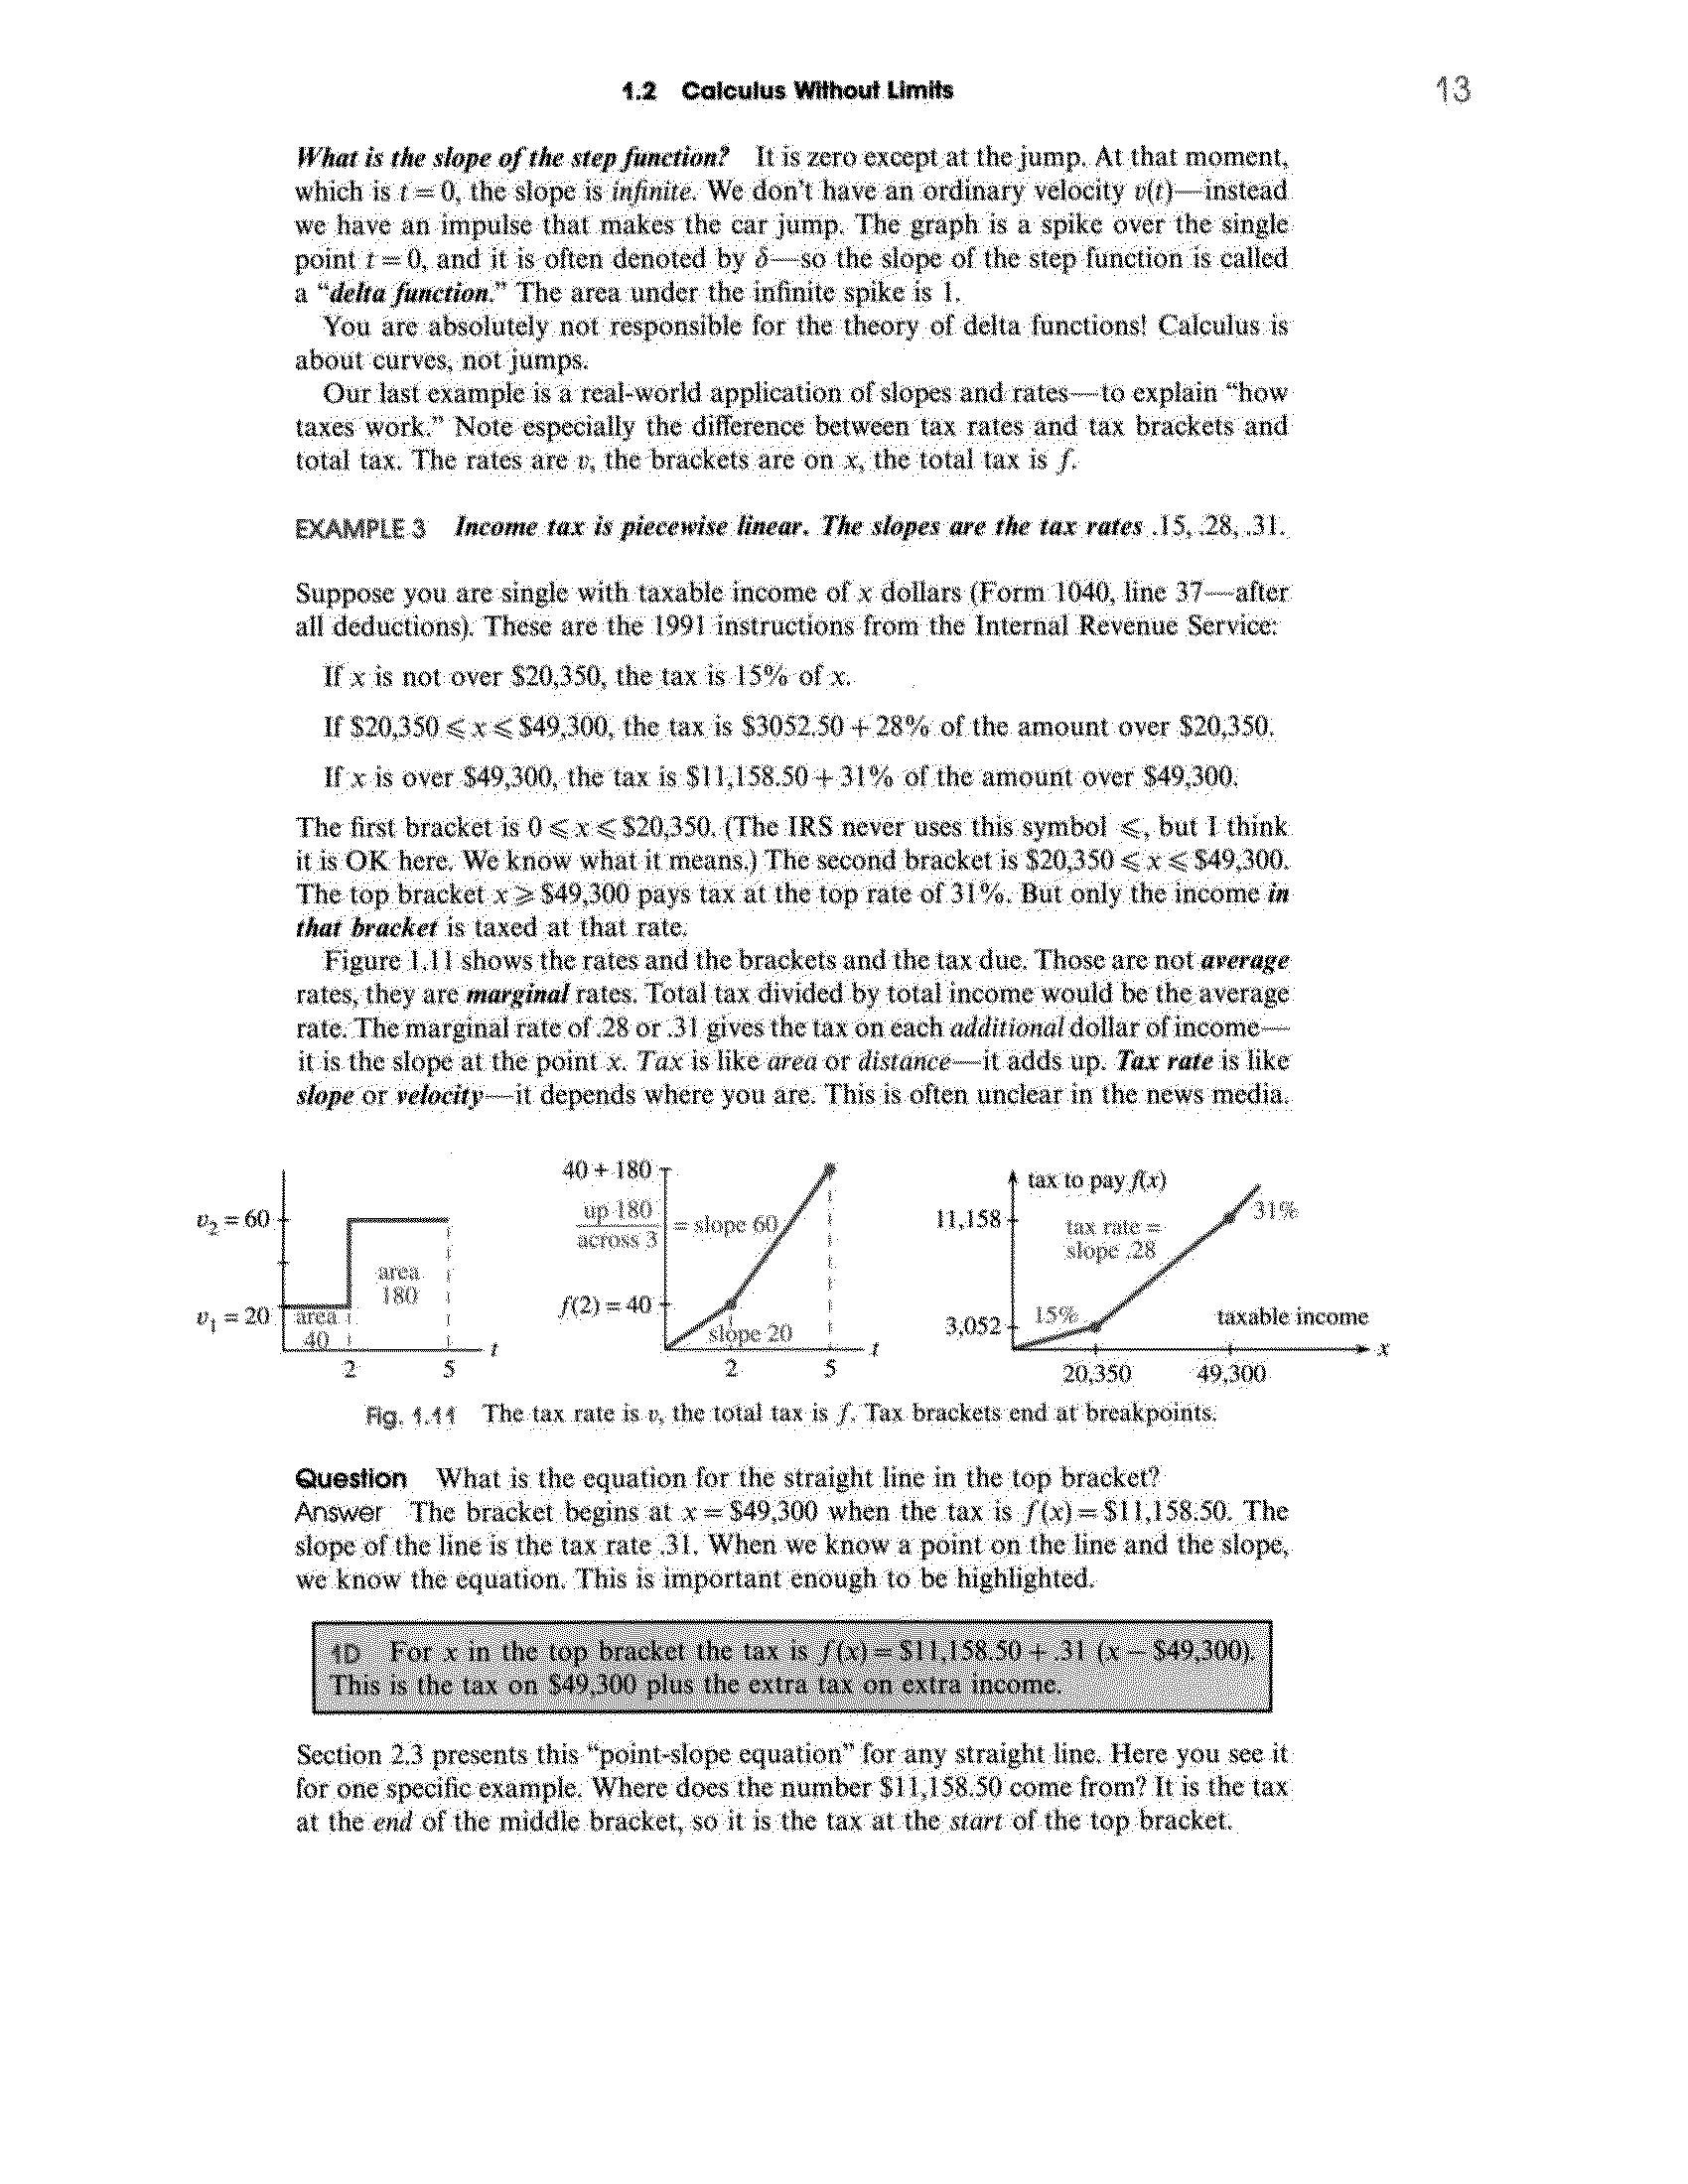 1.2 Calculus Without Limits 13
What is the slope of the step function? It is zero except at the jump. At that moment,
which is t = 0, the slope is infinite. We don't have an ordinary velocity v(t)—instead
we have an impulse that makes the car jump. The graph is a spike over the single
point t = 0, and it is often denoted by δ—so the slope of the step function is called
a "delta function." The area under the infinite spike is 1.
You are absolutely not responsible for the theory of delta functions! Calculus is
about curves, not jumps.
Our last example is a real-world application of slopes and rates—to explain "how
taxes work." Note especially the difference between tax rates and tax brackets and
total tax. The rates are v, the brackets are on x, the total tax is f.
EXAMPLE 3 Income tax is piecewise linear. The slopes are the tax rates .15, .28, .31.
Suppose you are single with taxable income of x dollars (Form 1040, line 37—after
all deductions). These are the 1991 instructions from the Internal Revenue Service:
If x is not over $20,350, the tax is 15% of x.
If $20,350 ⩽ x ⩽ $49,300, the tax is $3052.50 + 28% of the amount over $20,350.
If x is over $49,300, the tax is $11,158.50 + 31% of the amount over $49,300.
The first bracket is 0 ⩽ x ⩽ $20,350. (The IRS never uses this symbol ⩽, but I think
it is OK here. We know what it means.) The second bracket is $20,350 ⩽ x ⩽ $49,300.
The top bracket x ⩾ $49,300 pays tax at the top rate of 31%. But only the income in
that bracket is taxed at that rate.
Figure 1.11 shows the rates and the brackets and the tax due. Those are not average
rates, they are marginal rates. Total tax divided by total income would be the average
rate. The marginal rate of .28 or .31 gives the tax on each additional dollar of income—
it is the slope at the point x. Tax is like area or distance—it adds up. Tax rate is like
slope or velocity—it depends where you are. This is often unclear in the news media.
v₂ = 60
v₁ = 20
area
40
area
180
2 5 t
40 + 180
up 180
across 3
= slope 60
f(2) = 40
slope 20
2 5 t
tax to pay f(x)
11,158
tax rate =
slope .28
31%
3,052
15%
taxable income
x
20,350 49,300
Fig. 1.11 The tax rate is v, the total tax is f. Tax brackets end at breakpoints.
Question What is the equation for the straight line in the top bracket?
Answer The bracket begins at x = $49,300 when the tax is f(x) = $11,158.50. The
slope of the line is the tax rate .31. When we know a point on the line and the slope,
we know the equation. This is important enough to be highlighted.
1D For x in the top bracket the tax is f(x) = $11,158.50 + .31 (x − $49,300).
This is the tax on $49,300 plus the extra tax on extra income.
Section 2.3 presents this "point-slope equation" for any straight line. Here you see it
for one specific example. Where does the number $11,158.50 come from? It is the tax
at the end of the middle bracket, so it is the tax at the start of the top bracket.